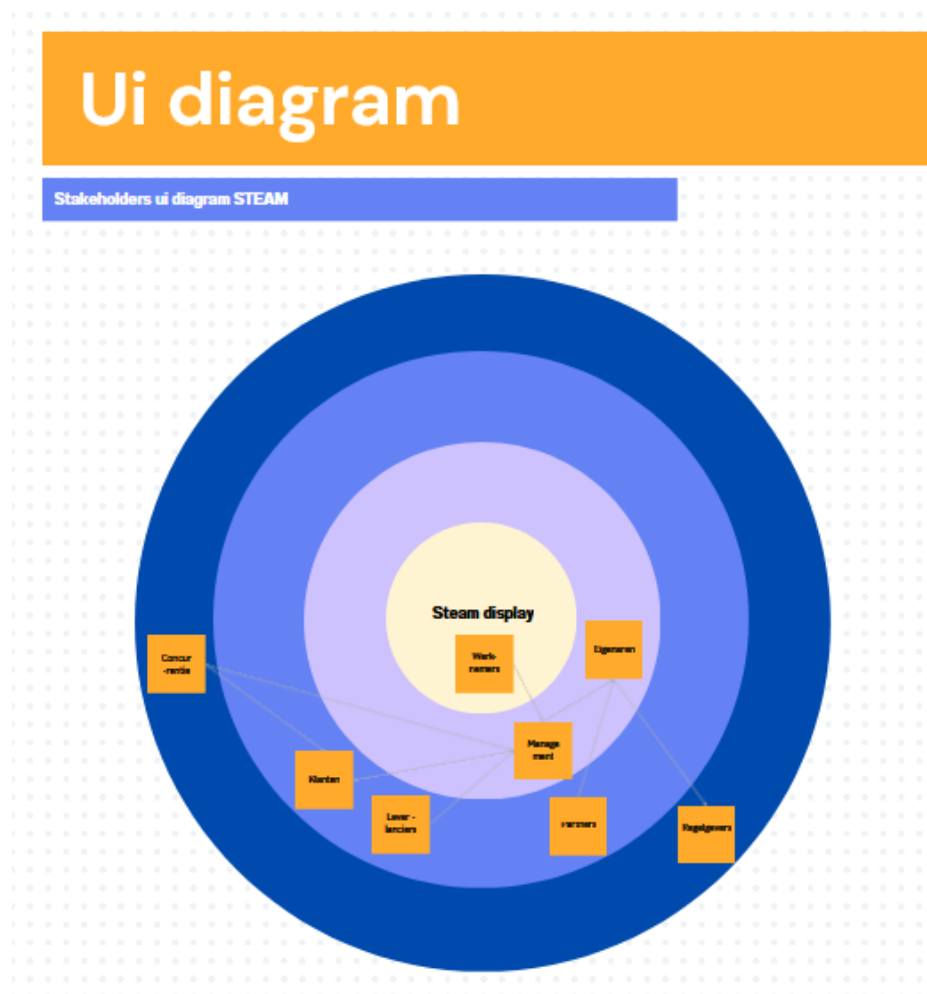 Ui diagram
Stakeholders ui diagram STEAM
Steam display
Concur
-rentie
Werk-
nemers
Eigenaren
Manage
ment
Klanten
Lever -
lanciers
Partners
Regelgevers